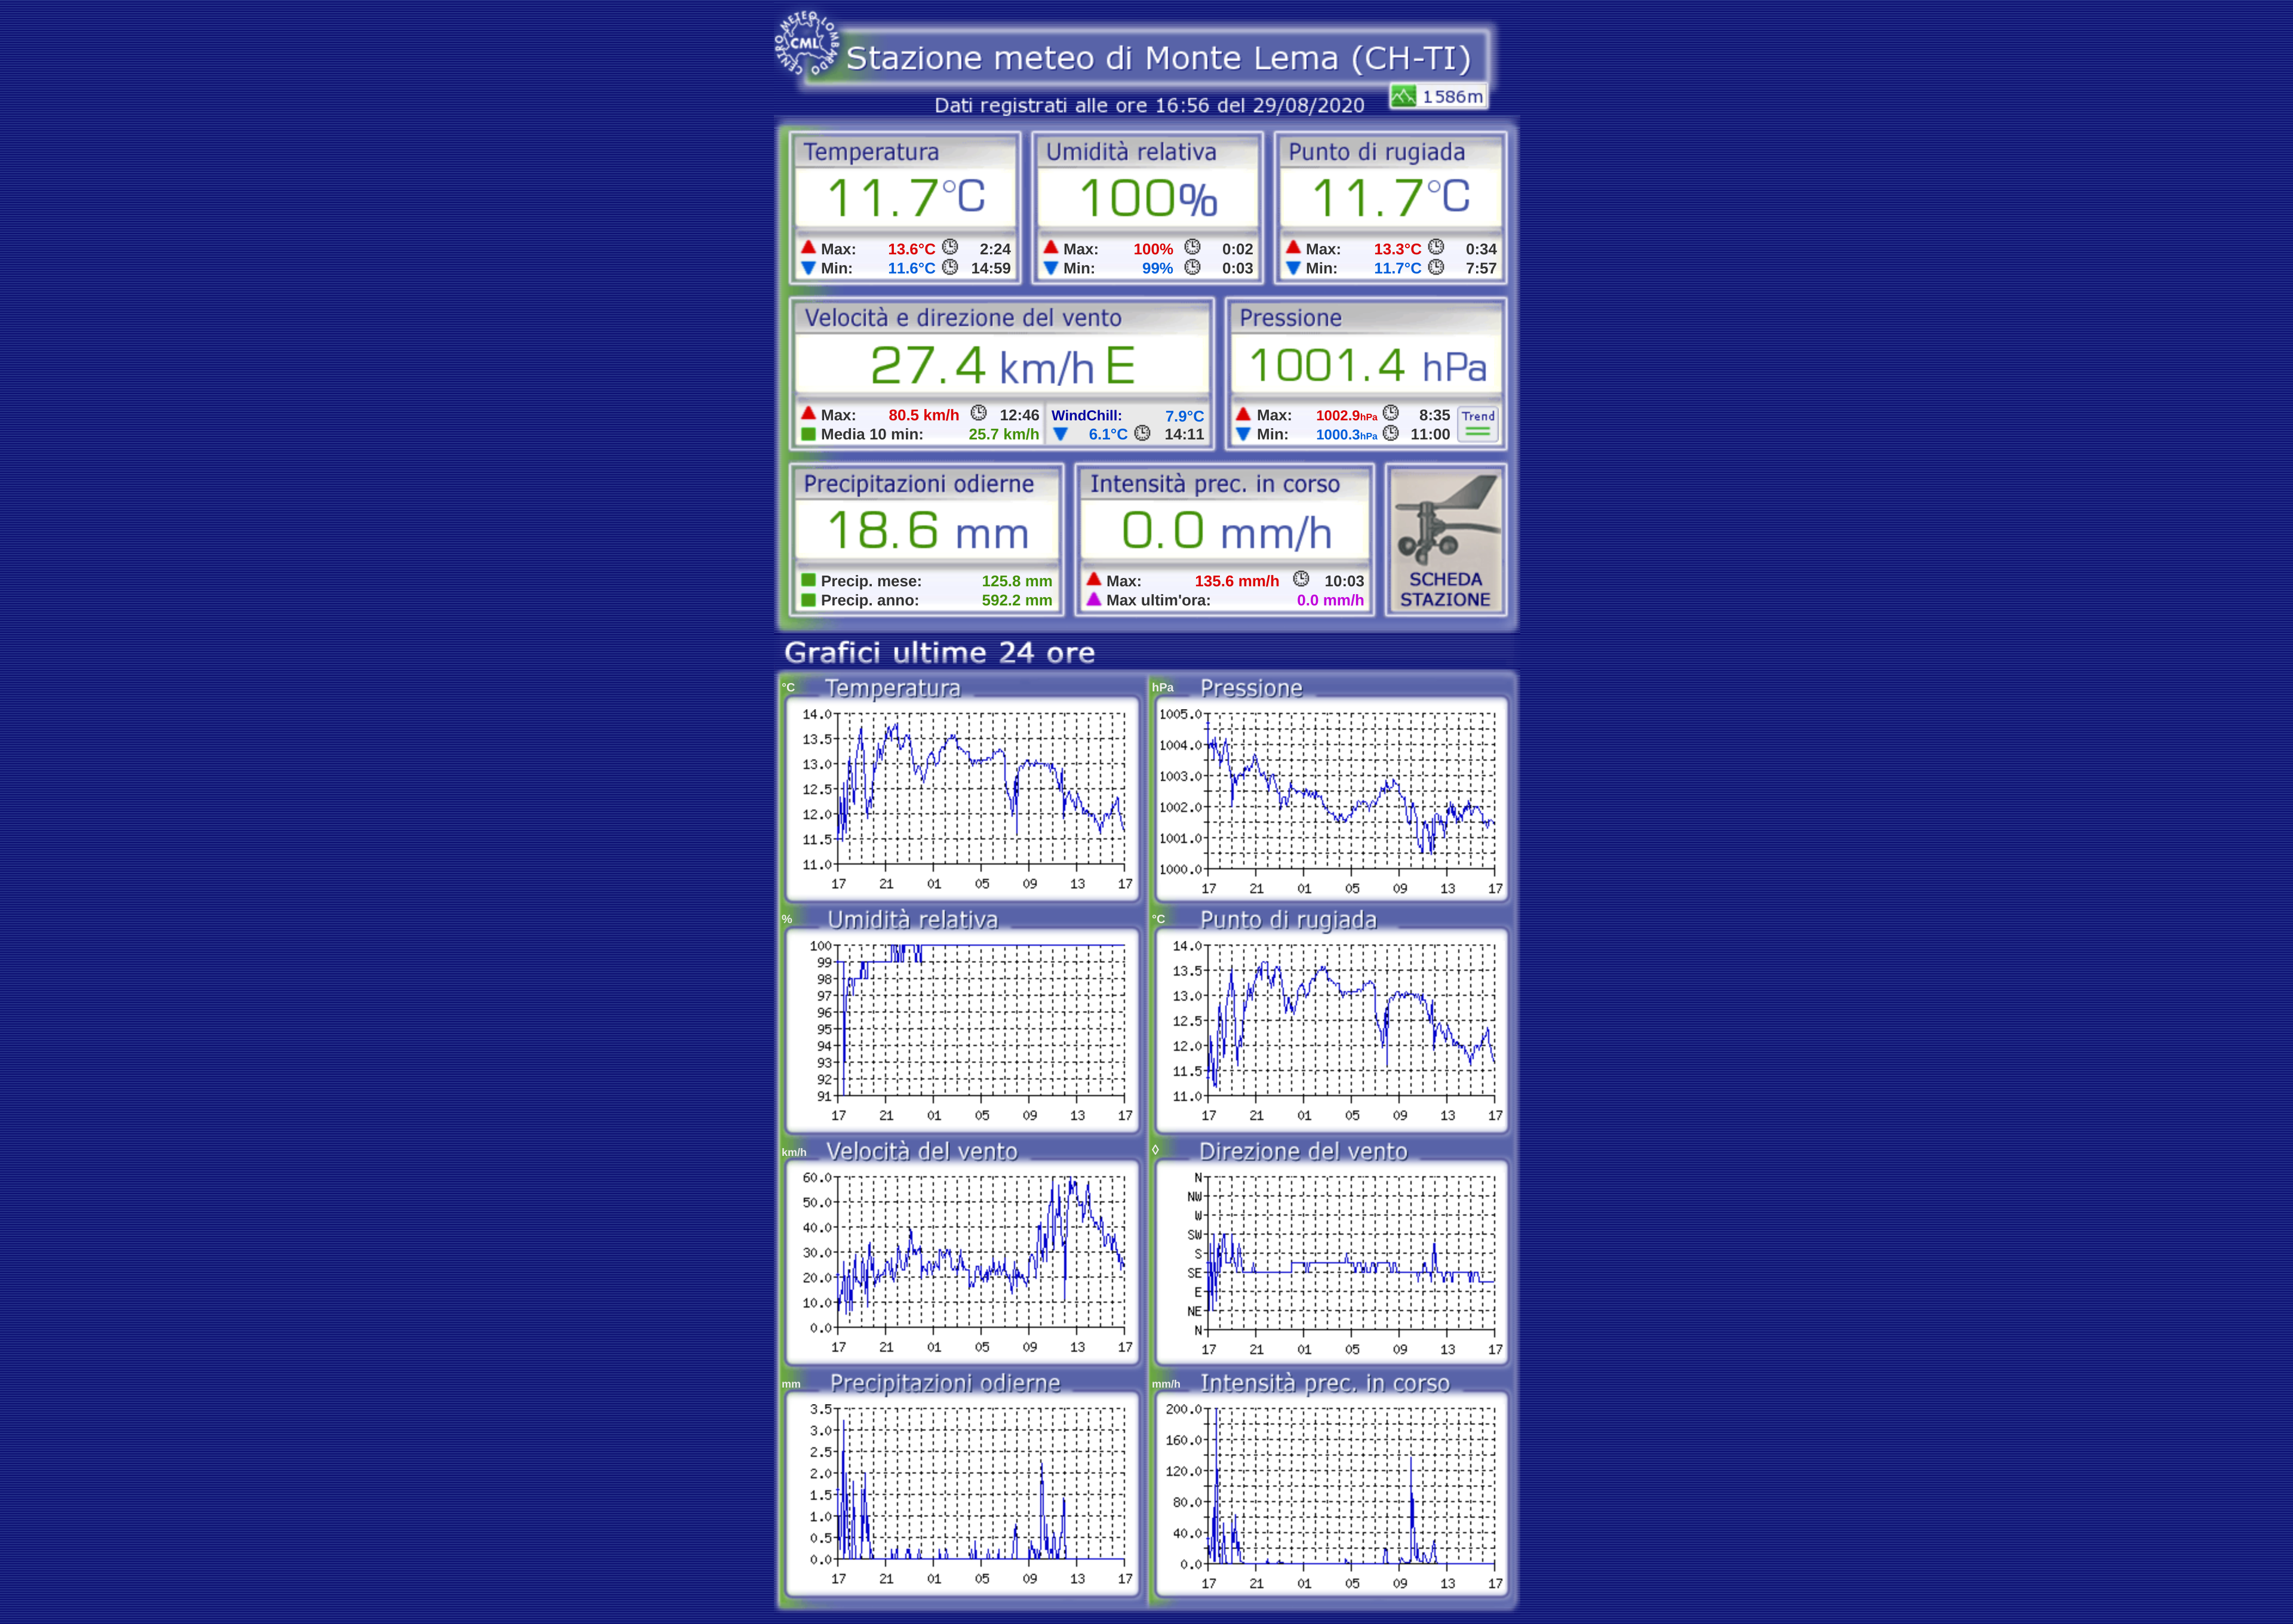 CENTRO METEO LOMBARDO
CML
Stazione meteo di Monte Lema (CH-TI)
Dati registrati alle ore 16:56 del 29/08/2020
1586m
Temperatura
11.7°C
Max: 13.6°C 2:24
Min: 11.6°C 14:59
Umidità relativa
100%
Max: 100% 0:02
Min: 99% 0:03
Punto di rugiada
11.7°C
Max: 13.3°C 0:34
Min: 11.7°C 7:57
Velocità e direzione del vento
27.4 km/h E
Max: 80.5 km/h 12:46
Media 10 min: 25.7 km/h
WindChill: 7.9°C
6.1°C 14:11
Pressione
1001.4 hPa
Max: 1002.9hPa 8:35
Min: 1000.3hPa 11:00
Trend
Precipitazioni odierne
18.6 mm
Precip. mese: 125.8 mm
Precip. anno: 592.2 mm
Intensità prec. in corso
0.0 mm/h
Max: 135.6 mm/h 10:03
Max ultim'ora: 0.0 mm/h
SCHEDA
STAZIONE
Grafici ultime 24 ore
°C Temperatura
14.0
13.5
13.0
12.5
12.0
11.5
11.0
17 21 01 05 09 13 17
hPa Pressione
1005.0
1004.0
1003.0
1002.0
1001.0
1000.0
17 21 01 05 09 13 17
% Umidità relativa
100
99
98
97
96
95
94
93
92
91
17 21 01 05 09 13 17
°C Punto di rugiada
14.0
13.5
13.0
12.5
12.0
11.5
11.0
17 21 01 05 09 13 17
km/h Velocità del vento
60.0
50.0
40.0
30.0
20.0
10.0
0.0
17 21 01 05 09 13 17
◊ Direzione del vento
N
NW
W
SW
S
SE
E
NE
N
17 21 01 05 09 13 17
mm Precipitazioni odierne
3.5
3.0
2.5
2.0
1.5
1.0
0.5
0.0
17 21 01 05 09 13 17
mm/h Intensità prec. in corso
200.0
160.0
120.0
80.0
40.0
0.0
17 21 01 05 09 13 17